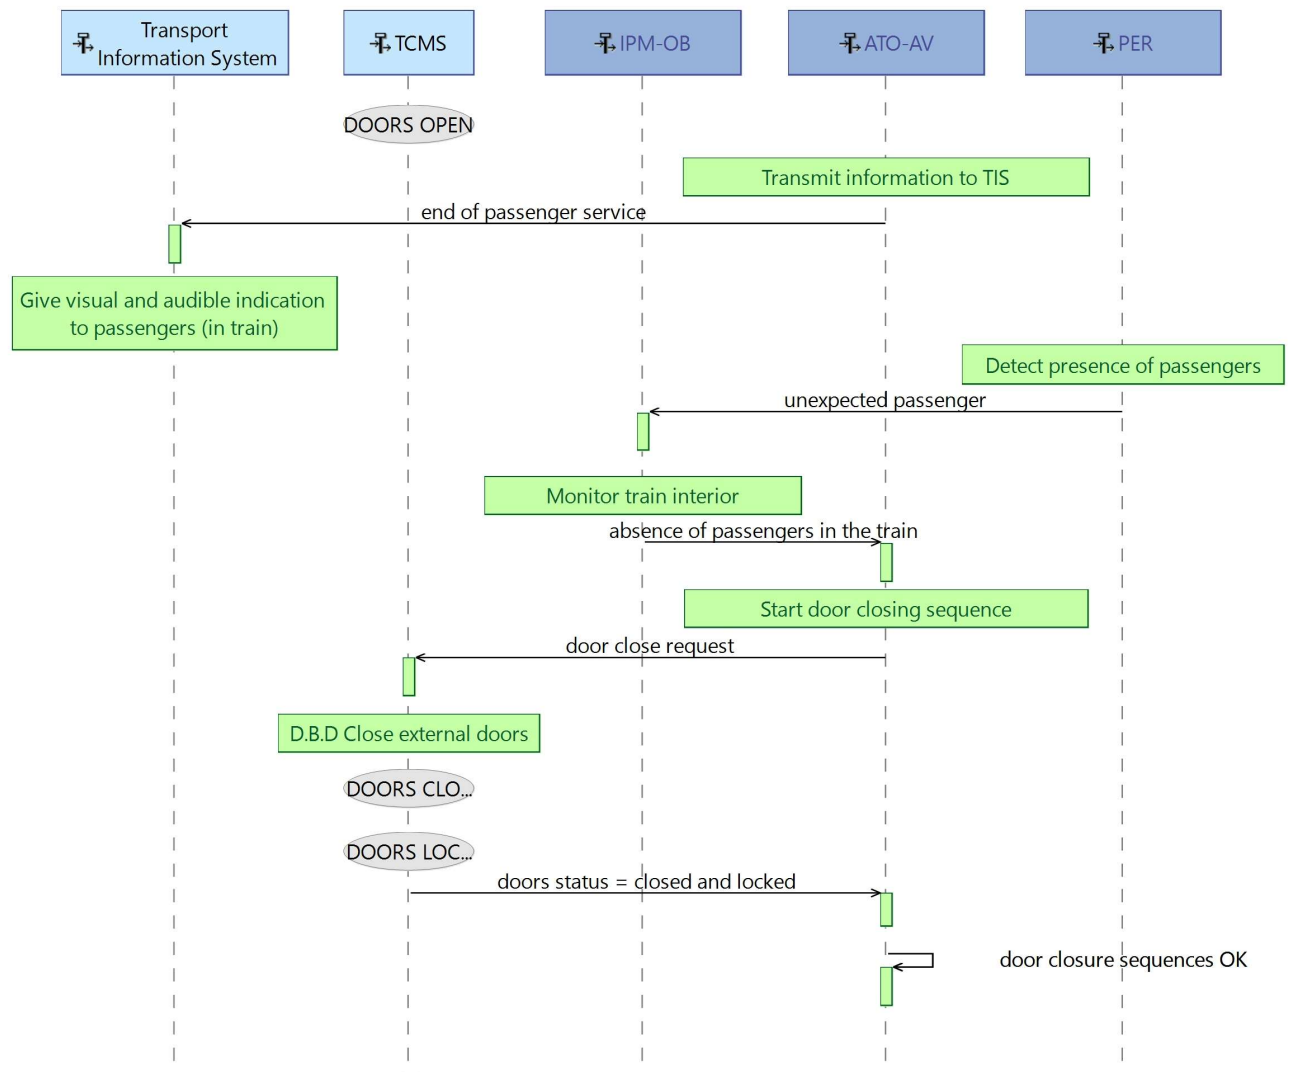 Transport
Information System
TCMS
IPM-OB
ATO-AV
PER
DOORS OPEN
Transmit information to TIS
end of passenger service
Give visual and audible indication
to passengers (in train)
Detect presence of passengers
unexpected passenger
Monitor train interior
absence of passengers in the train
Start door closing sequence
door close request
D.B.D Close external doors
DOORS CLO...
DOORS LOC...
doors status = closed and locked
door closure sequences OK